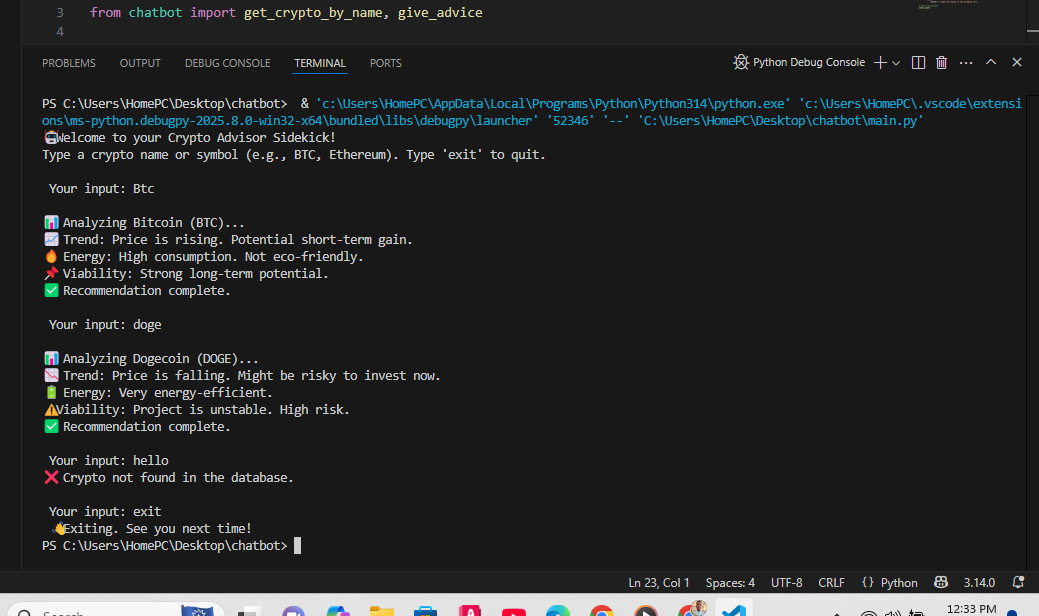 3 from chatbot import get_crypto_by_name, give_advice
4
PROBLEMS OUTPUT DEBUG CONSOLE TERMINAL PORTS Python Debug Console
PS C:\Users\HomePC\Desktop\chatbot> & 'c:\Users\HomePC\AppData\Local\Programs\Python\Python314\python.exe' 'c:\Users\HomePC\.vscode\extensi
ons\ms-python.debugpy-2025.8.0-win32-x64\bundled\libs\debugpy\launcher' '52346' '--' 'C:\Users\HomePC\Desktop\chatbot\main.py'
🤖Welcome to your Crypto Advisor Sidekick!
Type a crypto name or symbol (e.g., BTC, Ethereum). Type 'exit' to quit.
Your input: Btc
📊 Analyzing Bitcoin (BTC)...
📈 Trend: Price is rising. Potential short-term gain.
🔥 Energy: High consumption. Not eco-friendly.
📌 Viability: Strong long-term potential.
✅ Recommendation complete.
Your input: doge
📊 Analyzing Dogecoin (DOGE)...
📉 Trend: Price is falling. Might be risky to invest now.
🔋 Energy: Very energy-efficient.
⚠️Viability: Project is unstable. High risk.
✅ Recommendation complete.
Your input: hello
❌ Crypto not found in the database.
Your input: exit
👋Exiting. See you next time!
PS C:\Users\HomePC\Desktop\chatbot>
Ln 23, Col 1 Spaces: 4 UTF-8 CRLF {} Python 3.14.0
Search 12:33 PM